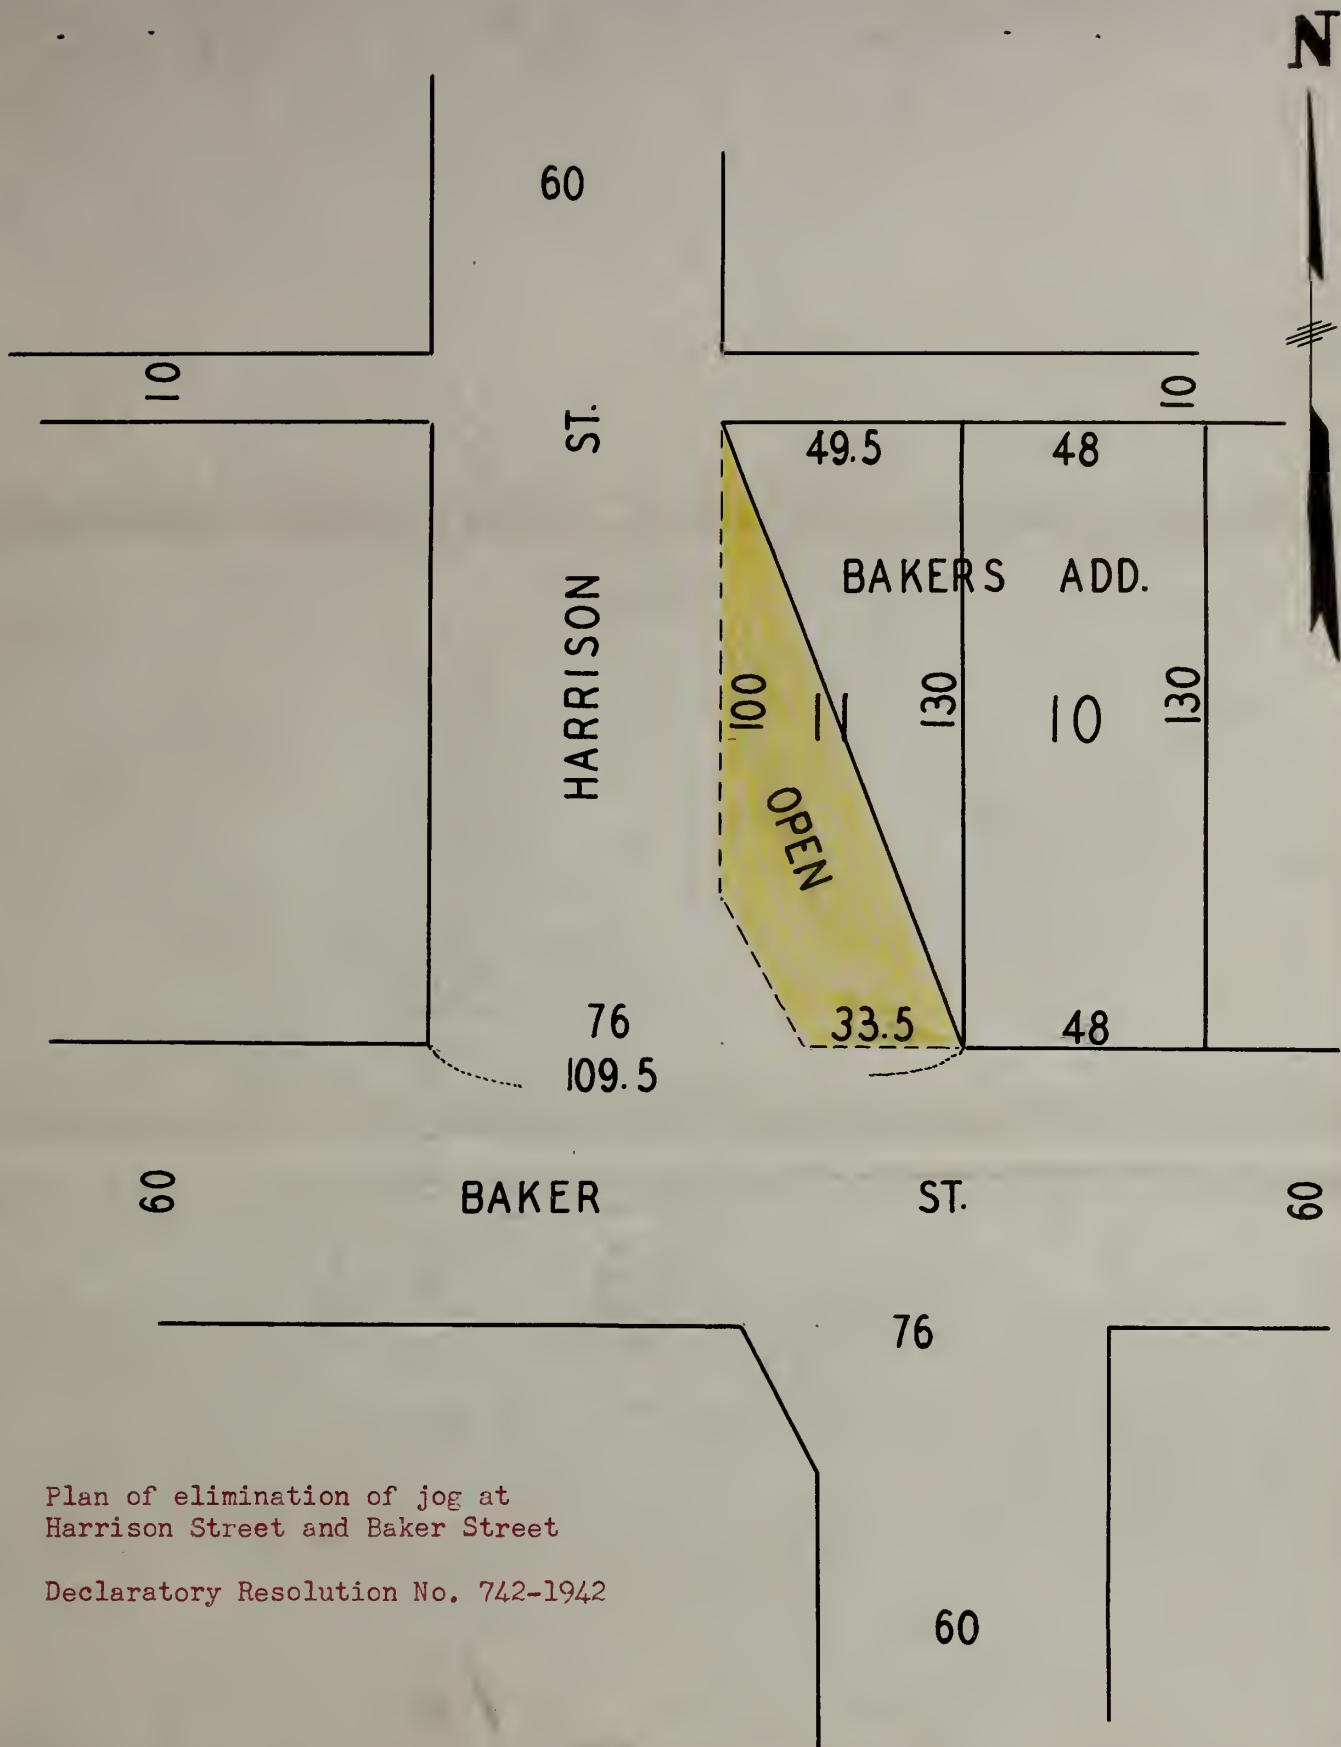 N
60
10
10
HARRISON ST.
49.5
48
BAKERS ADD.
100
11
130
10
130
OPEN
76
33.5
48
109.5
60
BAKER ST.
60
76
Plan of elimination of jog at
Harrison Street and Baker Street
Declaratory Resolution No. 742-1942
60